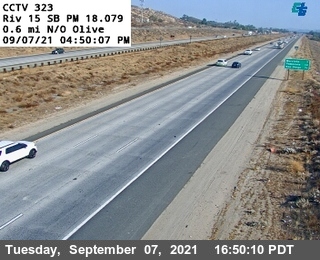 CCTV 323
Riv 15 SB PM 18.079
0.6 mi N/O Olive
09/07/21 04:50:07 PM
Tuesday, September 07, 2021 16:50:10 PDT